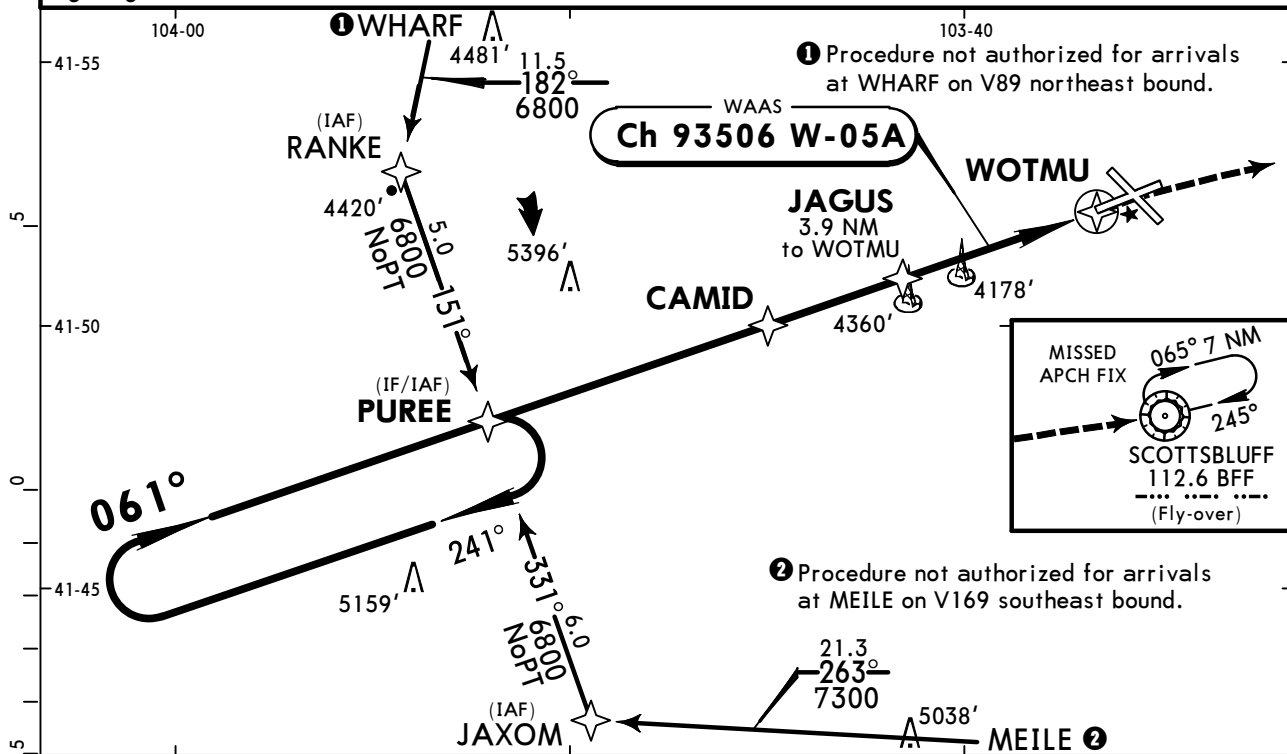 104-00
103-40
❶ WHARF
4481'
41-55
11.5
182°
6800
❶ Procedure not authorized for arrivals
at WHARF on V89 northeast bound.
WAAS
Ch 93506 W-05A
(IAF)
RANKE
WOTMU
4420'
6800
NoPT
5.0
151°
JAGUS
3.9 NM
to WOTMU
5
5396'
4178'
CAMID
4360'
41-50
MISSED
APCH FIX
065° 7 NM
245°
SCOTTSBLUFF
112.6 BFF
(Fly-over)
(IF/IAF)
PUREE
0
061°
241°
331°
6.0
6800
NoPT
41-45
5159'
❷ Procedure not authorized for arrivals
at MEILE on V169 southeast bound.
21.3
263°
7300
(IAF)
JAXOM
5038'
MEILE ❷
5